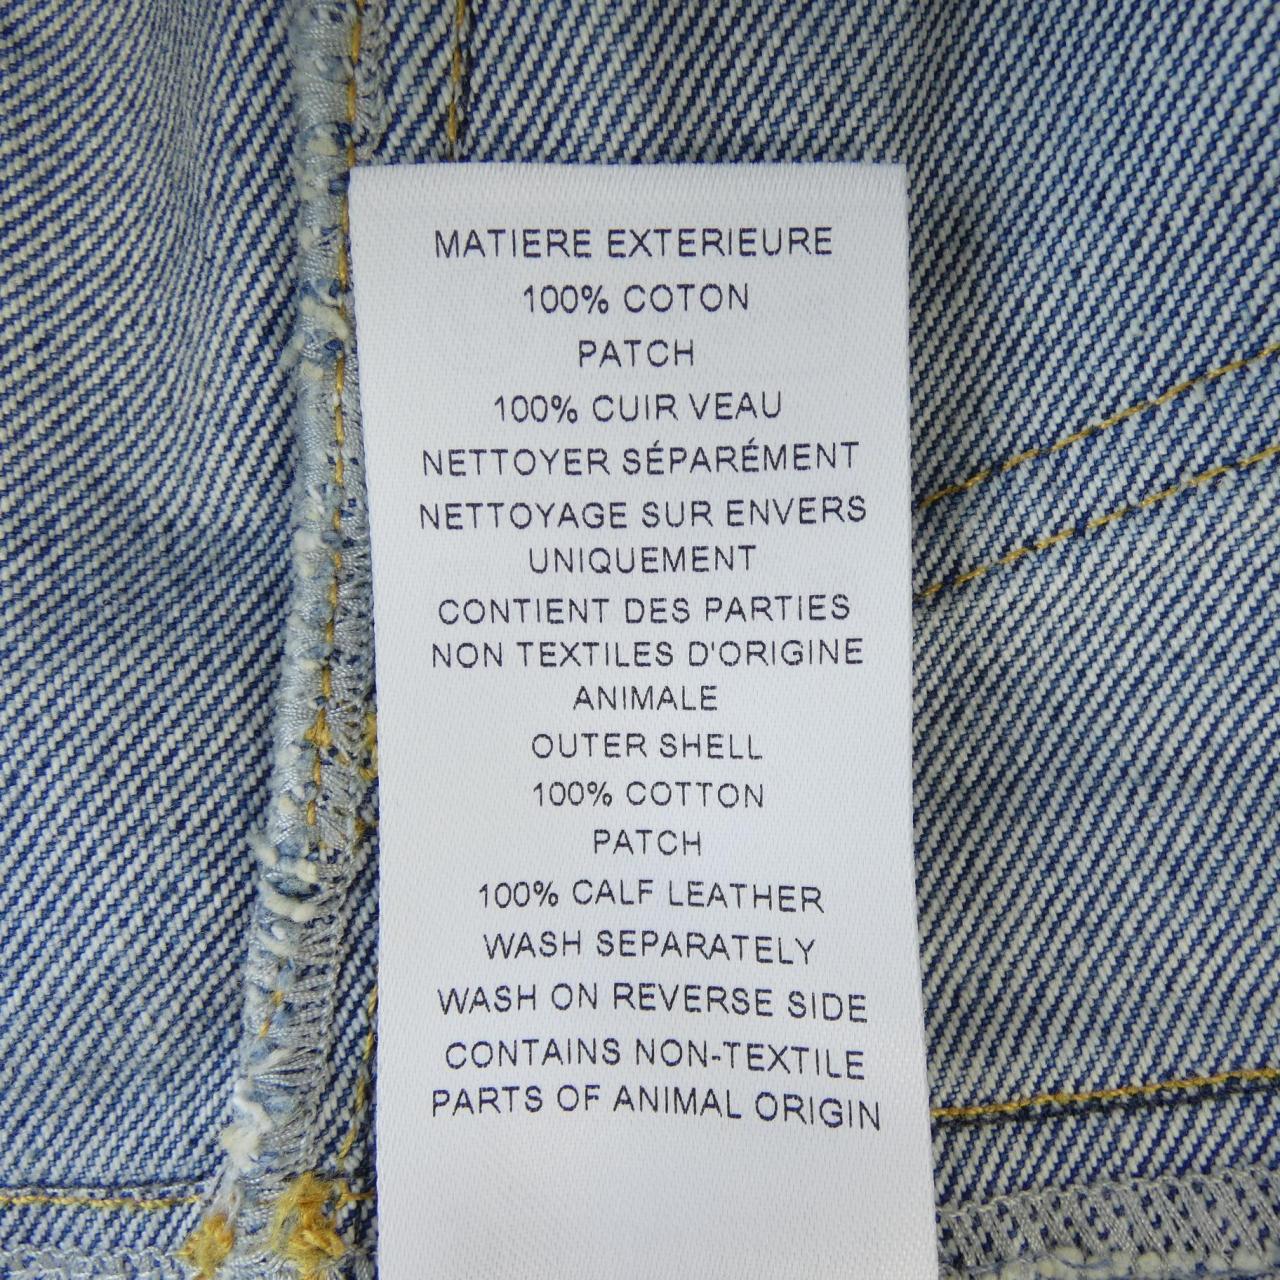 MATIERE EXTERIEURE
100% COTON
PATCH
100% CUIR VEAU
NETTOYER SÉPARÉMENT
NETTOYAGE SUR ENVERS
UNIQUEMENT
CONTIENT DES PARTIES
NON TEXTILES D'ORIGINE
ANIMALE
OUTER SHELL
100% COTTON
PATCH
100% CALF LEATHER
WASH SEPARATELY
WASH ON REVERSE SIDE
CONTAINS NON-TEXTILE
PARTS OF ANIMAL ORIGIN